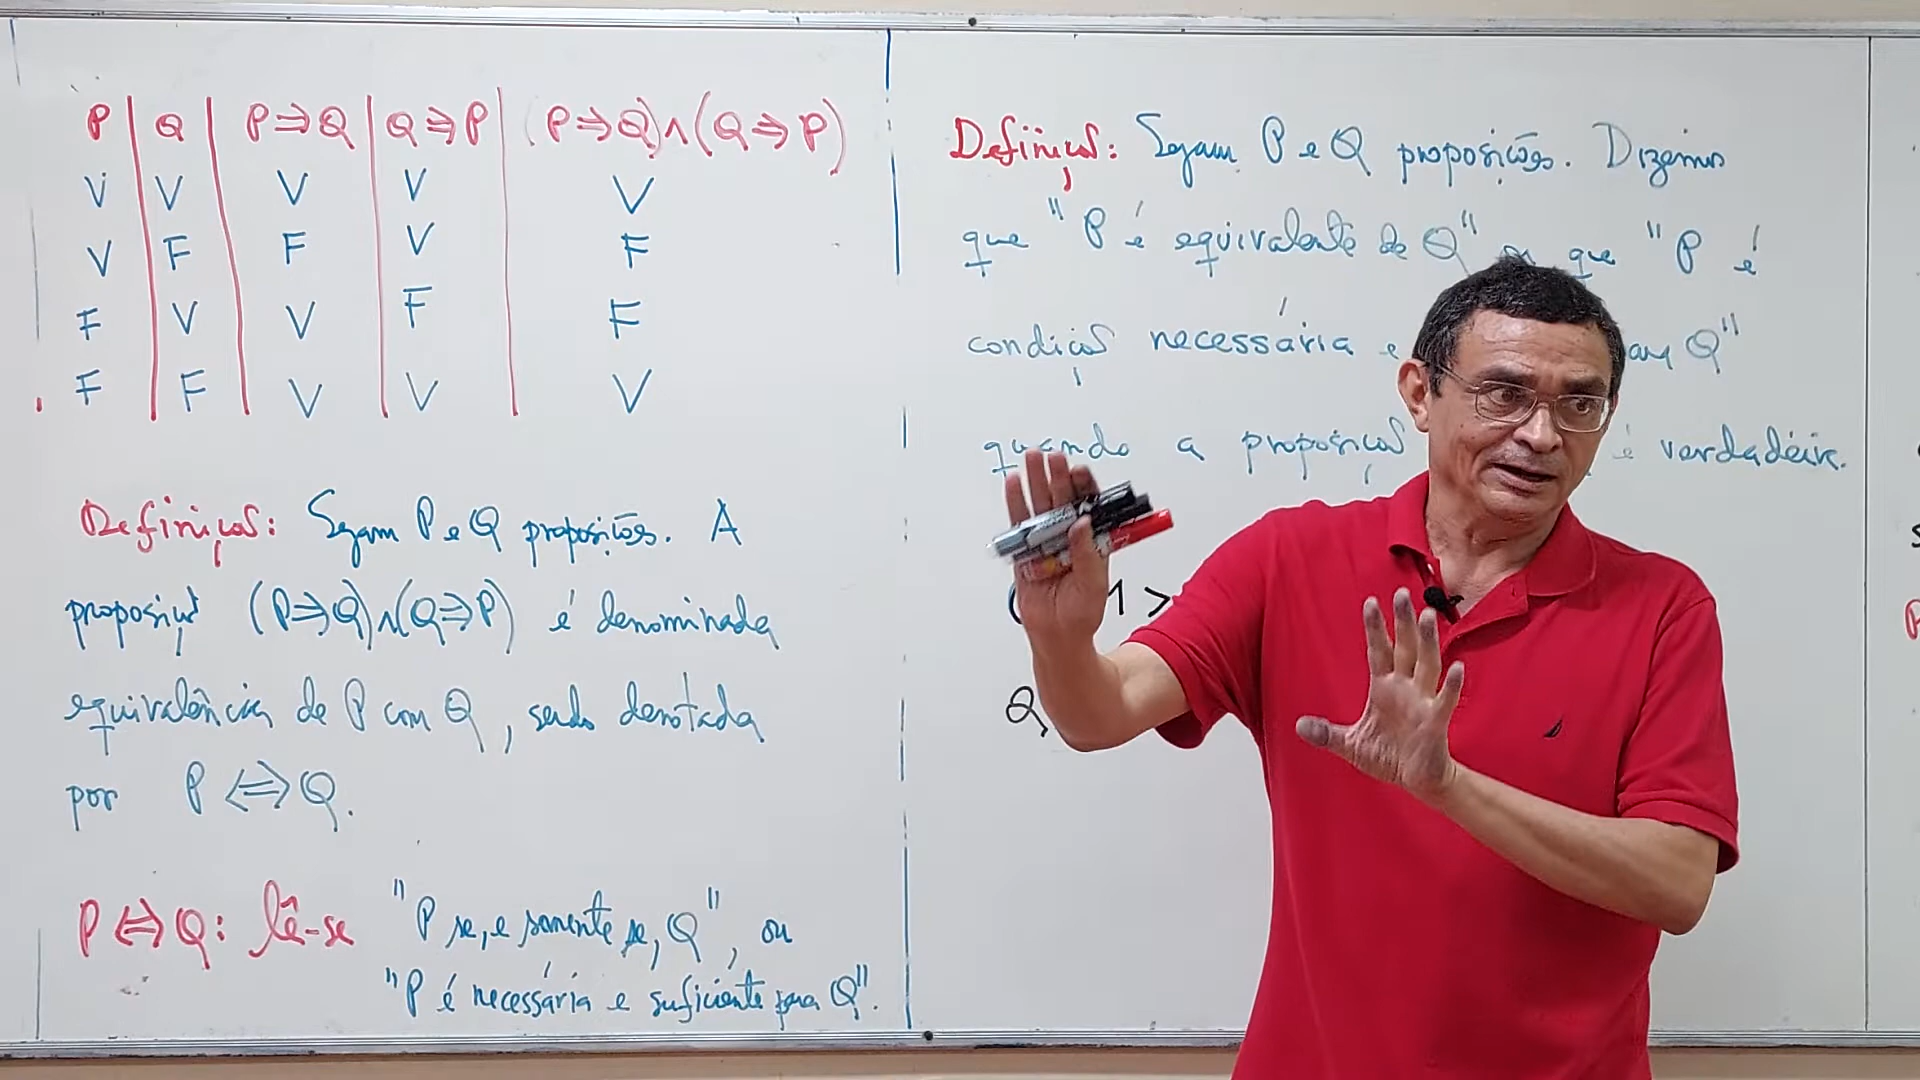 P | Q | P⇒Q | Q⇒P | (P⇒Q)∧(Q⇒P)
V V V V V
V F F V F
F V V F F
F F V V V
Definição: Sejam P e Q proposições. A
proposição (P⇒Q)∧(Q⇒P) é denominada
equivalência de P com Q, sendo denotada
por P⇔Q.
P⇔Q: lê-se "P se, e somente se, Q", ou
"P é necessária e suficiente para Q".
Definição: Sejam P e Q proposições. Dizemos
que "P é equivalente de Q" ou que "P é
condição necessária e Q"
quando a proposição é verdadeira.
1 >
Q